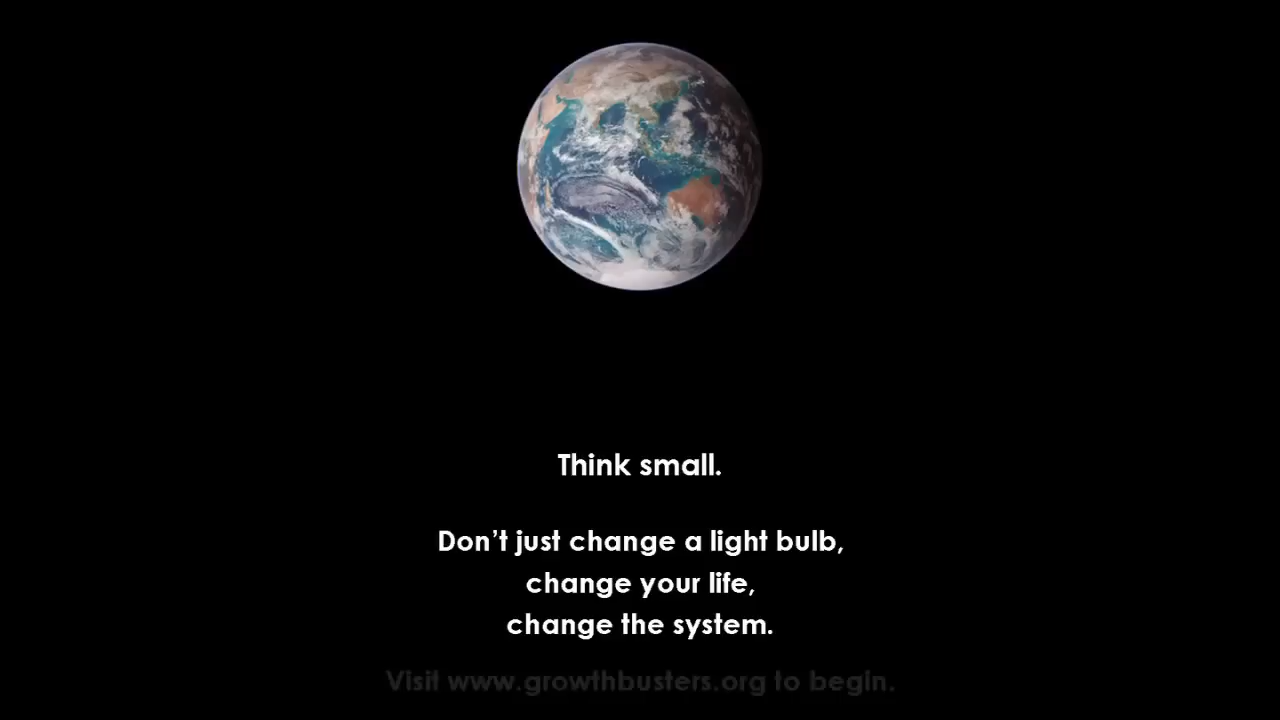 Think small.
Don’t just change a light bulb,
change your life,
change the system.
Visit www.growthbusters.org to begin.